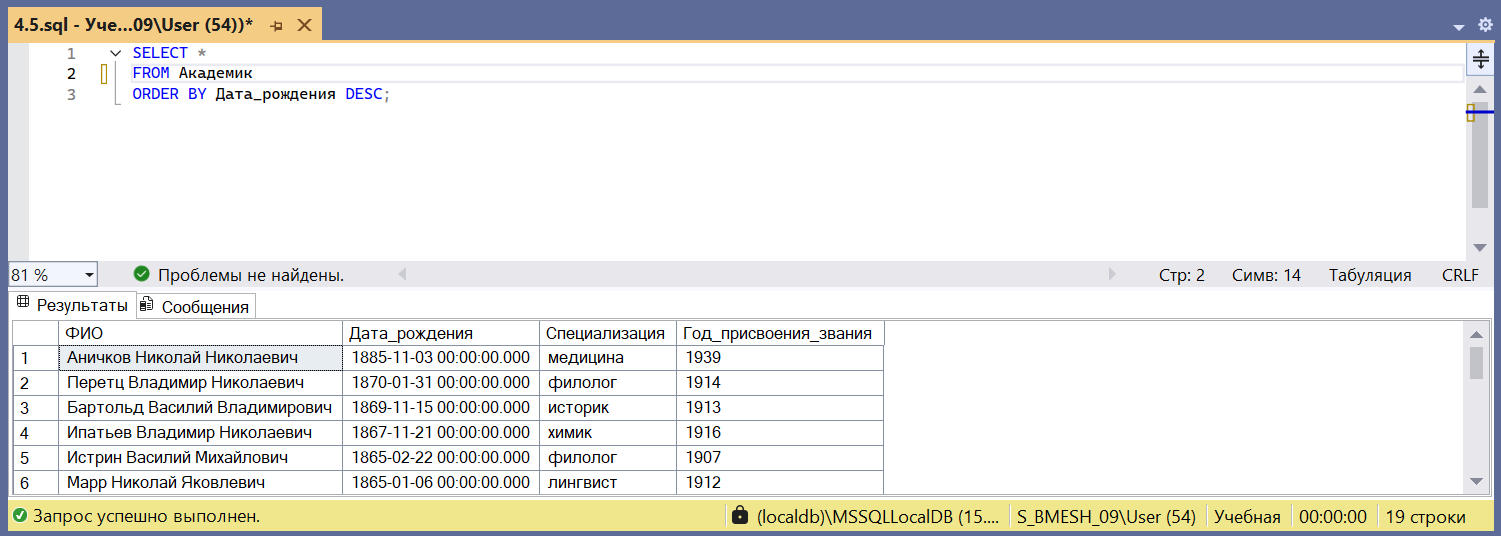 4.5.sql - Уче...09\User (54))*
1 SELECT *
2 FROM Академик
3 ORDER BY Дата_рождения DESC;
81 % Проблемы не найдены. Стр: 2 Симв: 14 Табуляция CRLF
Результаты Сообщения
ФИО Дата_рождения Специализация Год_присвоения_звания
1 Аничков Николай Николаевич 1885-11-03 00:00:00.000 медицина 1939
2 Перетц Владимир Николаевич 1870-01-31 00:00:00.000 филолог 1914
3 Бартольд Василий Владимирович 1869-11-15 00:00:00.000 историк 1913
4 Ипатьев Владимир Николаевич 1867-11-21 00:00:00.000 химик 1916
5 Истрин Василий Михайлович 1865-02-22 00:00:00.000 филолог 1907
6 Марр Николай Яковлевич 1865-01-06 00:00:00.000 лингвист 1912
Запрос успешно выполнен. (localdb)\MSSQLLocalDB (15.... S_BMESH_09\User (54) Учебная 00:00:00 19 строки